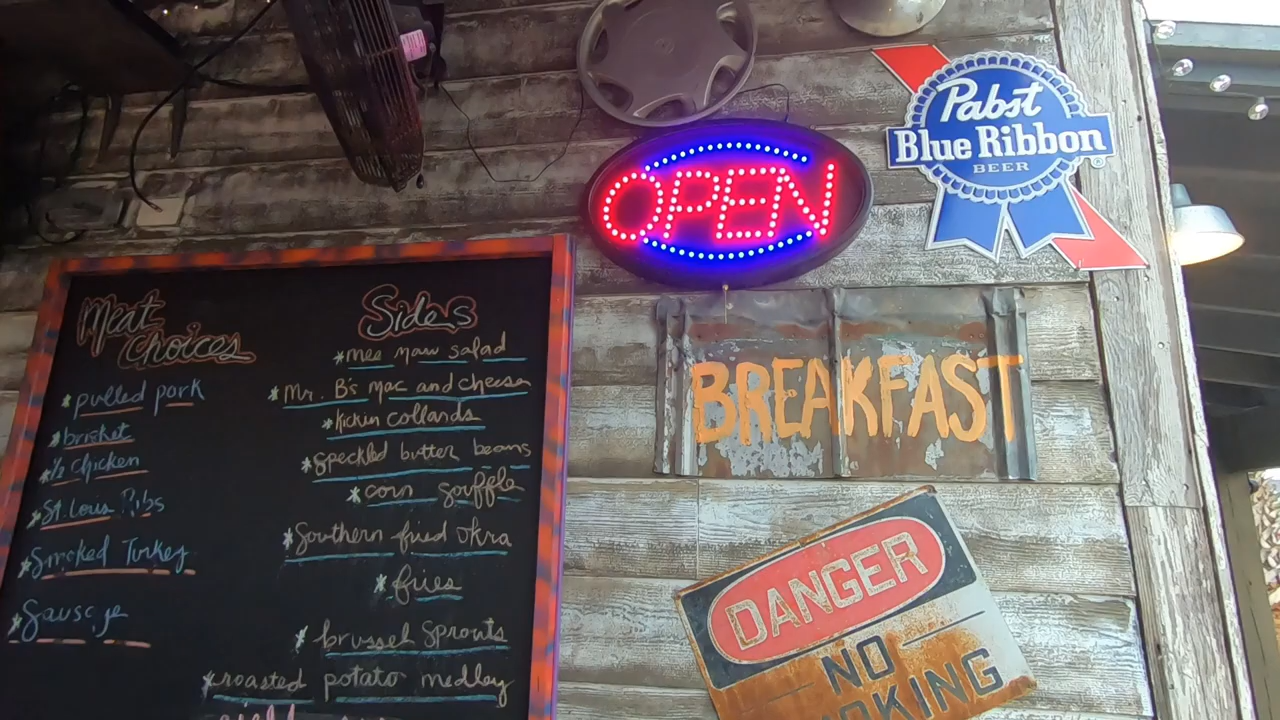 Meat
Choices
*pulled pork
*brisket
*1/2 Chicken
*St. Louis Ribs
*Smoked Turkey
*Sausage
Sides
*mee maw salad
*Mr. B's mac and cheese
*kickin collards
*speckled butter beans
*corn souffle
*Southern fried Okra
*fries
*brussel Sprouts
*roasted potato medley
OPEN
Pabst
Blue Ribbon
BEER
®
BREAKFAST
DANGER
NO
SMOKING